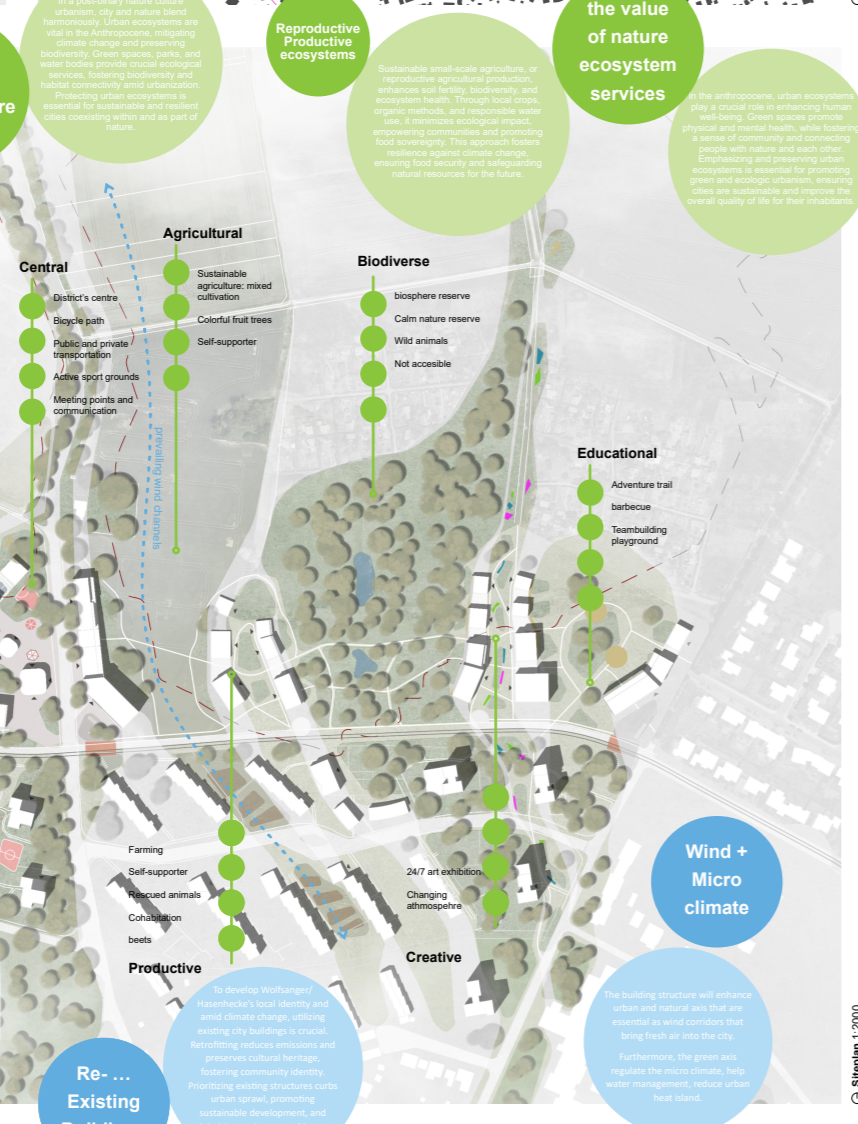 In a post-binary nature culture
urbanism, city and nature blend
harmoniously. Urban ecosystems are
vital in the Anthropocene, mitigating
climate change and preserving
biodiversity. Green spaces, parks, and
water bodies provide crucial ecological
services, fostering biodiversity and
habitat connectivity amid urbanization.
Protecting urban ecosystems is
essential for sustainable and resilient
cities coexisting within and as part of
nature.
re
Reproductive
Productive
ecosystems
Sustainable small-scale agriculture, or
reproductive agricultural production,
enhances soil fertility, biodiversity, and
ecosystem health. Through local crops,
organic methods, and responsible water
use, it minimizes ecological impact,
empowering communities and promoting
food sovereignty. This approach fosters
resilience against climate change,
ensuring food security and safeguarding
natural resources for the future.
the value
of nature
ecosystem
services
In the anthropocene, urban ecosystems
play a crucial role in enhancing human
well-being. Green spaces promote
physical and mental health, while fostering
a sense of community and connecting
people with nature and each other.
Emphasizing and preserving urban
ecosystems is essential for promoting
green and ecologic urbanism, ensuring
cities are sustainable and improve the
overall quality of life for their inhabitants.
Central
District's centre
Bicycle path
Public and private
transportation
Active sport grounds
Meeting points and
communication
Agricultural
Sustainable
agriculture: mixed
cultivation
Colorful fruit trees
Self-supporter
prevailing wind channels
Biodiverse
biosphere reserve
Calm nature reserve
Wild animals
Not accesible
Educational
Adventure trail
barbecue
Teambuilding
playground
Farming
Self-supporter
Rescued animals
Cohabitation
beets
Productive
24/7 art exhibition
Changing
athmospehre
Creative
Wind +
Micro
climate
The building structure will enhance
urban and natural axis that are
essential as wind corridors that
bring fresh air into the city.
Furthermore, the green axis
regulate the micro climate, help
water management, reduce urban
heat island.
To develop Wolfsanger/
Hasenhecke's local identity and
amid climate change, utilizing
existing city buildings is crucial.
Retrofitting reduces emissions and
preserves cultural heritage,
fostering community identity.
Prioritizing existing structures curbs
urban sprawl, promoting
sustainable development, and
Re- …
Existing
Siteplan 1:2000